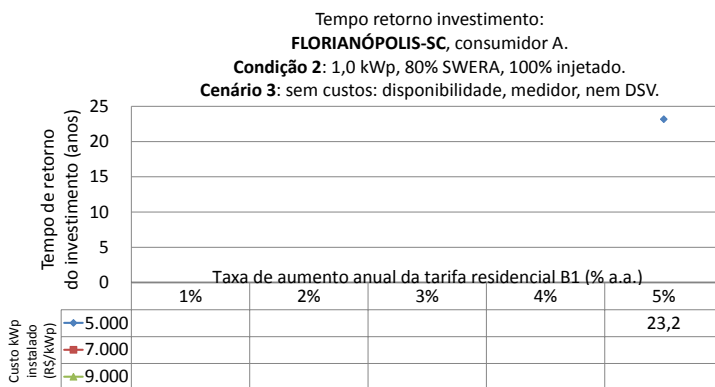 Tempo retorno investimento:
FLORIANÓPOLIS-SC, consumidor A.
Condição 2: 1,0 kWp, 80% SWERA, 100% injetado.
Cenário 3: sem custos: disponibilidade, medidor, nem DSV.
Tempo de retorno
do investimento (anos)
25
20
15
10
5
0
Taxa de aumento anual da tarifa residencial B1 (% a.a.)
1% 2% 3% 4% 5%
Custo kWp
instalado
(R$/kWp)
5.000 23,2
7.000
9.000